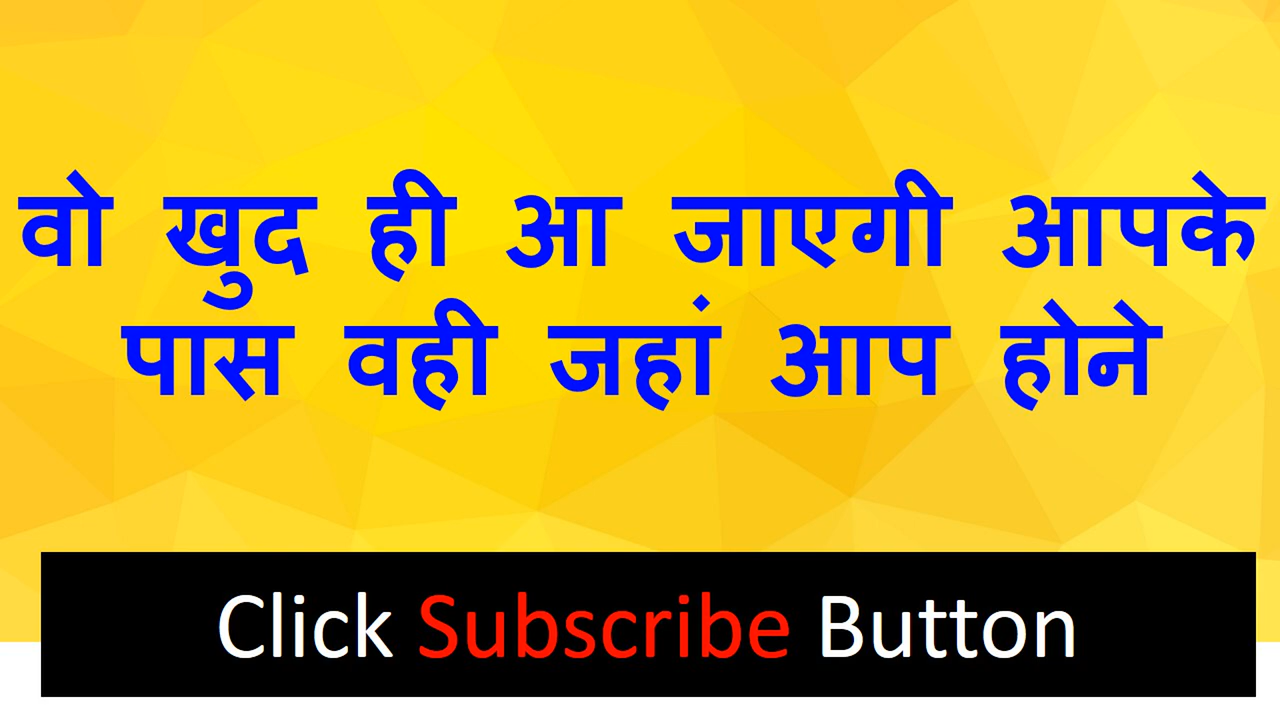 वो खुद ही आ जाएगी आपके
पास वही जहां आप होने
Click Subscribe Button